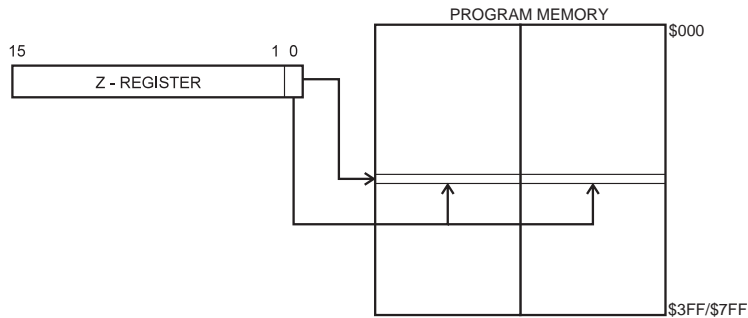 PROGRAM MEMORY
$000
15 1 0
Z - REGISTER
$3FF/$7FF